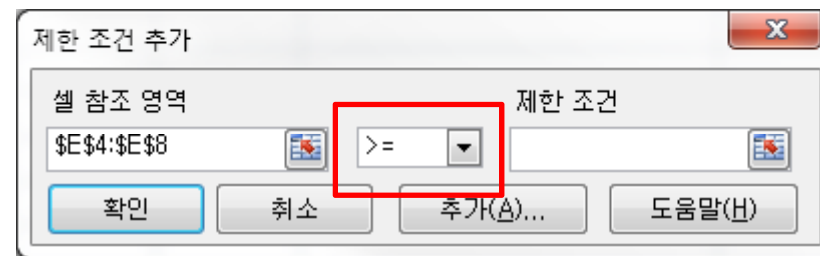 제한 조건 추가
셀 참조 영역 제한 조건
$E$4:$E$8 >=
확인 취소 추가(A)... 도움말(H)